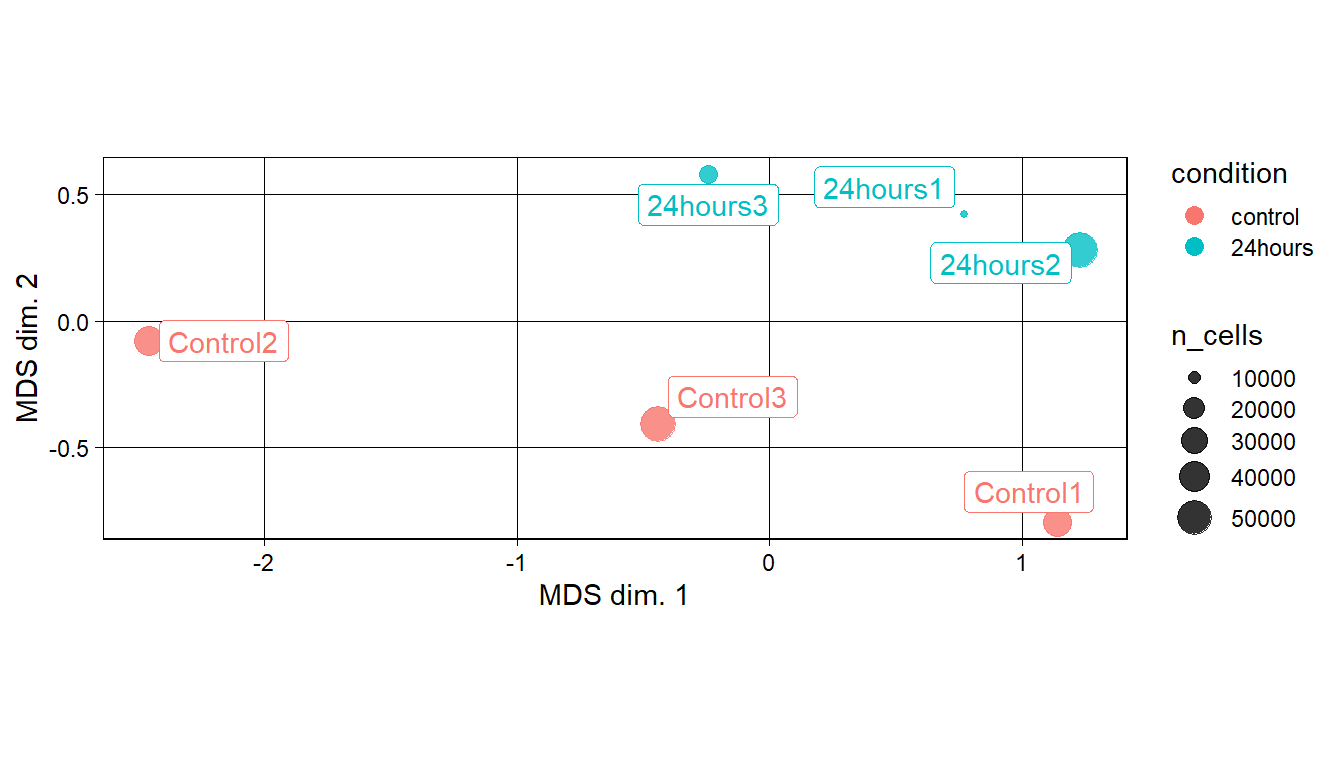 condition
control
24hours
n_cells
10000
20000
30000
40000
50000
MDS dim. 2
0.5
0.0
-0.5
24hours3
24hours1
24hours2
Control2
Control3
Control1
-2
-1
0
1
MDS dim. 1